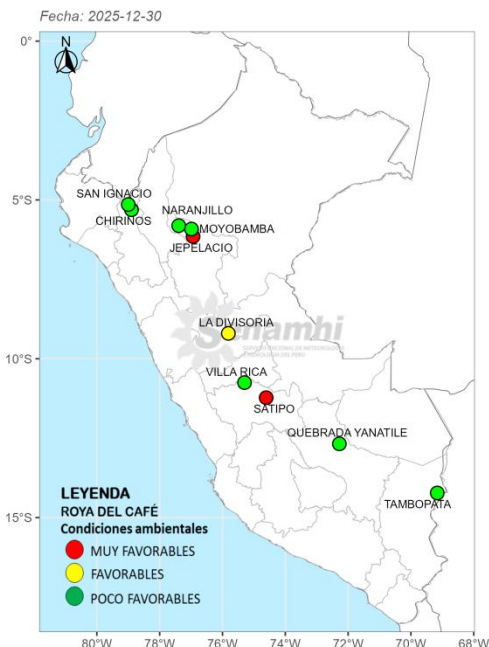 Fecha: 2025-12-30
0°
N
5°S
SAN IGNACIO
CHIRINOS
NARANJILLO
MOYOBAMBA
JEPELACIO
LA DIVISORIA
Senamhi
10°S
VILLA RICA
SATIPO
QUEBRADA YANATILE
TAMBOPATA
15°S
LEYENDA
ROYA DEL CAFÉ
Condiciones ambientales
MUY FAVORABLES
FAVORABLES
POCO FAVORABLES
80°W 78°W 76°W 74°W 72°W 70°W 68°W